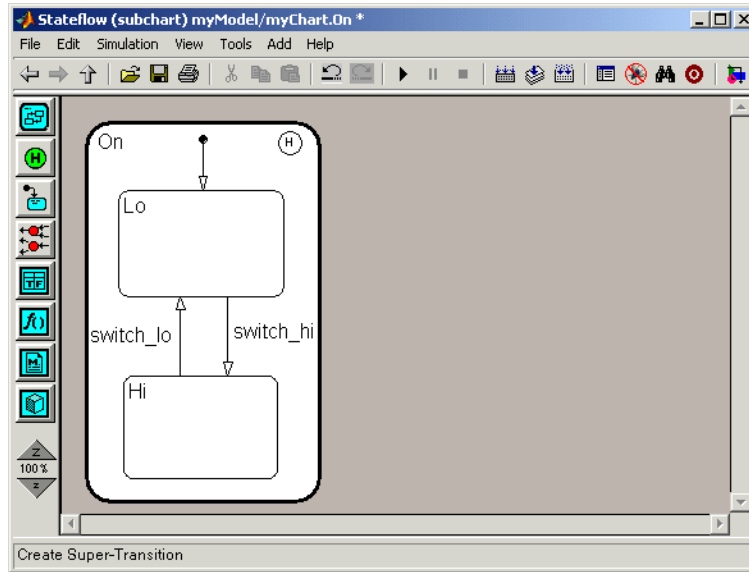 Stateflow (subchart) myModel/myChart.On *
File Edit Simulation View Tools Add Help
On
H
H
Lo
TF
f()
switch_lo
switch_hi
M
Hi
Z
100%
z
Create Super-Transition